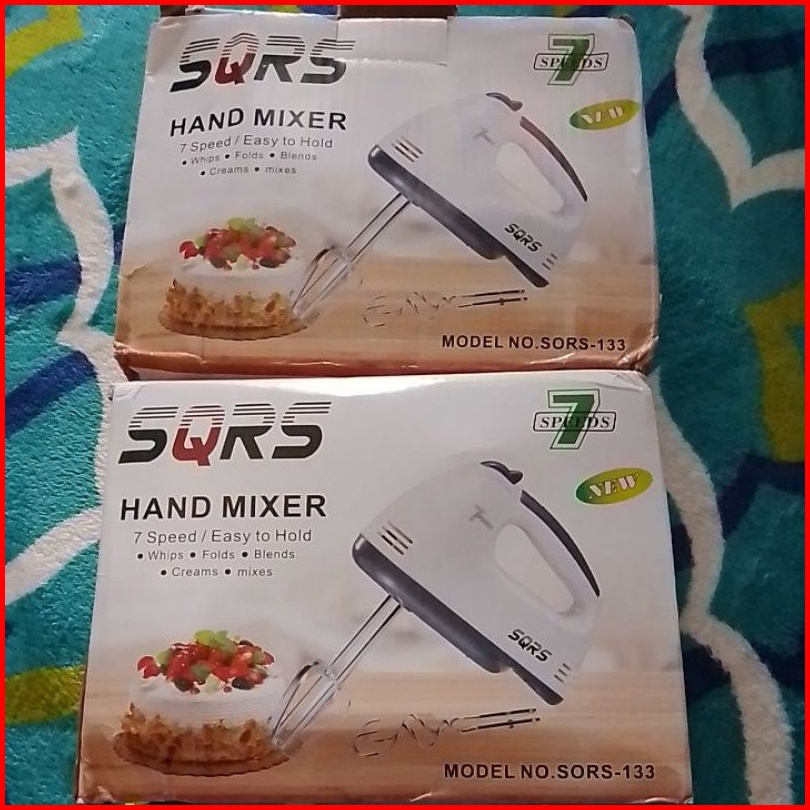 SQRS
7
SPEEDS
NEW
HAND MIXER
7 Speed / Easy to Hold
• Whips • Folds • Blends
• Creams • mixes
SQRS
MODEL NO.SORS-133
SQRS
7
SPEEDS
NEW
HAND MIXER
7 Speed / Easy to Hold
• Whips • Folds • Blends
• Creams • mixes
SQRS
MODEL NO.SORS-133